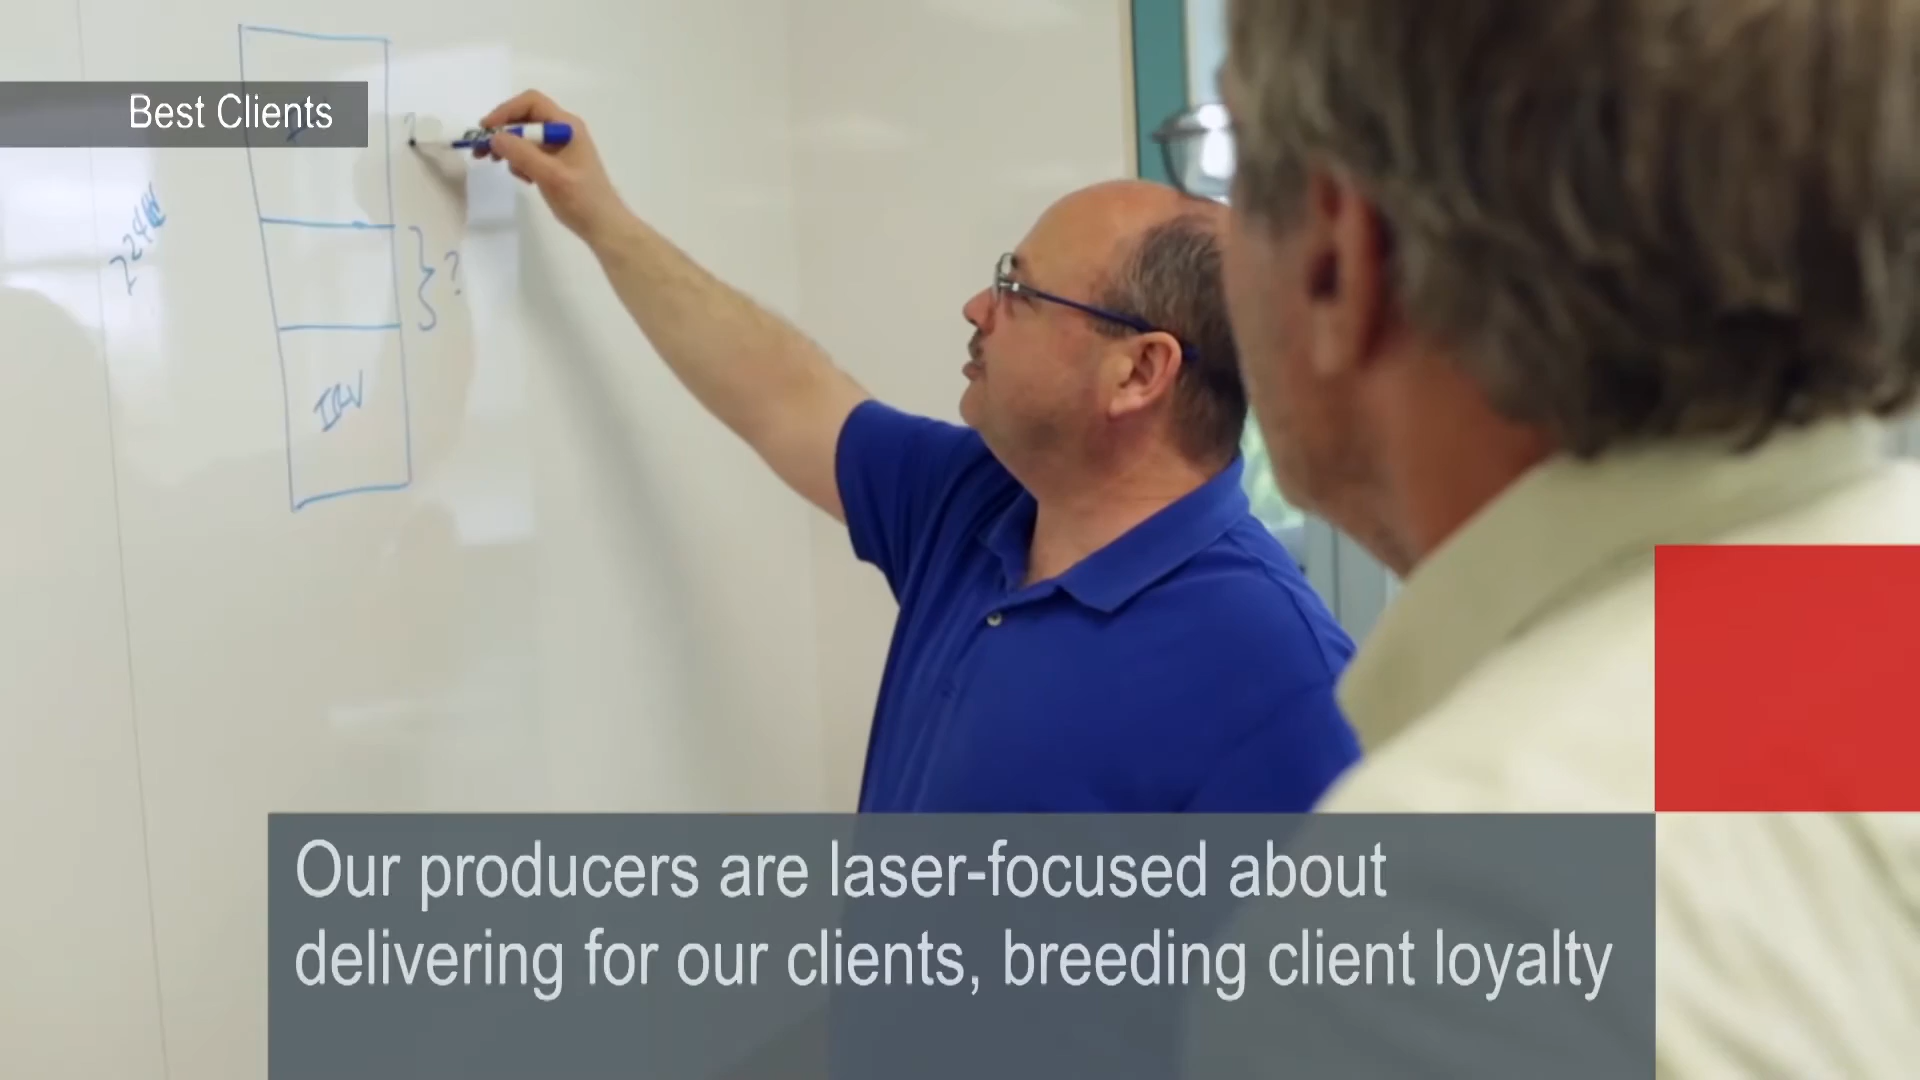 Best Clients
?
Our producers are laser-focused about
delivering for our clients, breeding client loyalty